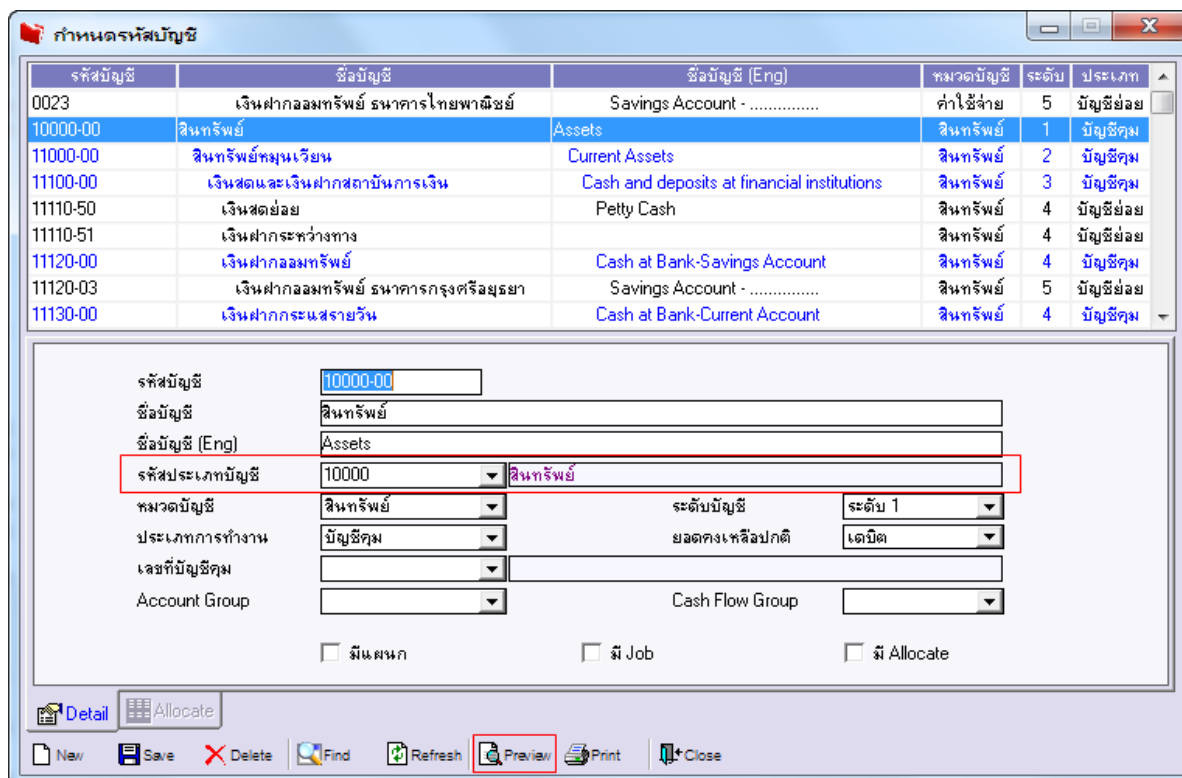 กำหนดรหัสบัญชี
รหัสบัญชี ชื่อบัญชี ชื่อบัญชี (Eng) หมวดบัญชี ระดับ ประเภท
0023 เงินฝากออมทรัพย์ ธนาคารไทยพาณิชย์ Savings Account - ............... ค่าใช้จ่าย 5 บัญชีย่อย
10000-00 สินทรัพย์ Assets สินทรัพย์ 1 บัญชีคุม
11000-00 สินทรัพย์หมุนเวียน Current Assets สินทรัพย์ 2 บัญชีคุม
11100-00 เงินสดและเงินฝากสถาบันการเงิน Cash and deposits at financial institutions สินทรัพย์ 3 บัญชีคุม
11110-50 เงินสดย่อย Petty Cash สินทรัพย์ 4 บัญชีย่อย
11110-51 เงินฝากระหว่างทาง สินทรัพย์ 4 บัญชีย่อย
11120-00 เงินฝากออมทรัพย์ Cash at Bank-Savings Account สินทรัพย์ 4 บัญชีคุม
11120-03 เงินฝากออมทรัพย์ ธนาคารกรุงศรีอยุธยา Savings Account - ............... สินทรัพย์ 5 บัญชีย่อย
11130-00 เงินฝากกระแสรายวัน Cash at Bank-Current Account สินทรัพย์ 4 บัญชีคุม
รหัสบัญชี 10000-00
ชื่อบัญชี สินทรัพย์
ชื่อบัญชี (Eng) Assets
รหัสประเภทบัญชี 10000 สินทรัพย์
หมวดบัญชี สินทรัพย์ ระดับบัญชี ระดับ 1
ประเภทการทำงาน บัญชีคุม ยอดคงเหลือปกติ เดบิต
เลขที่บัญชีคุม
Account Group Cash Flow Group
มีแผนก มี Job มี Allocate
Detail Allocate
New Save Delete Find Refresh Preview Print Close